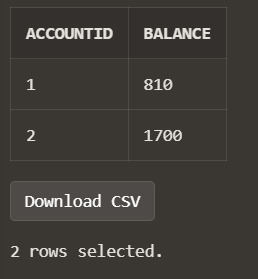 ACCOUNTID BALANCE
1 810
2 1700
Download CSV
2 rows selected.